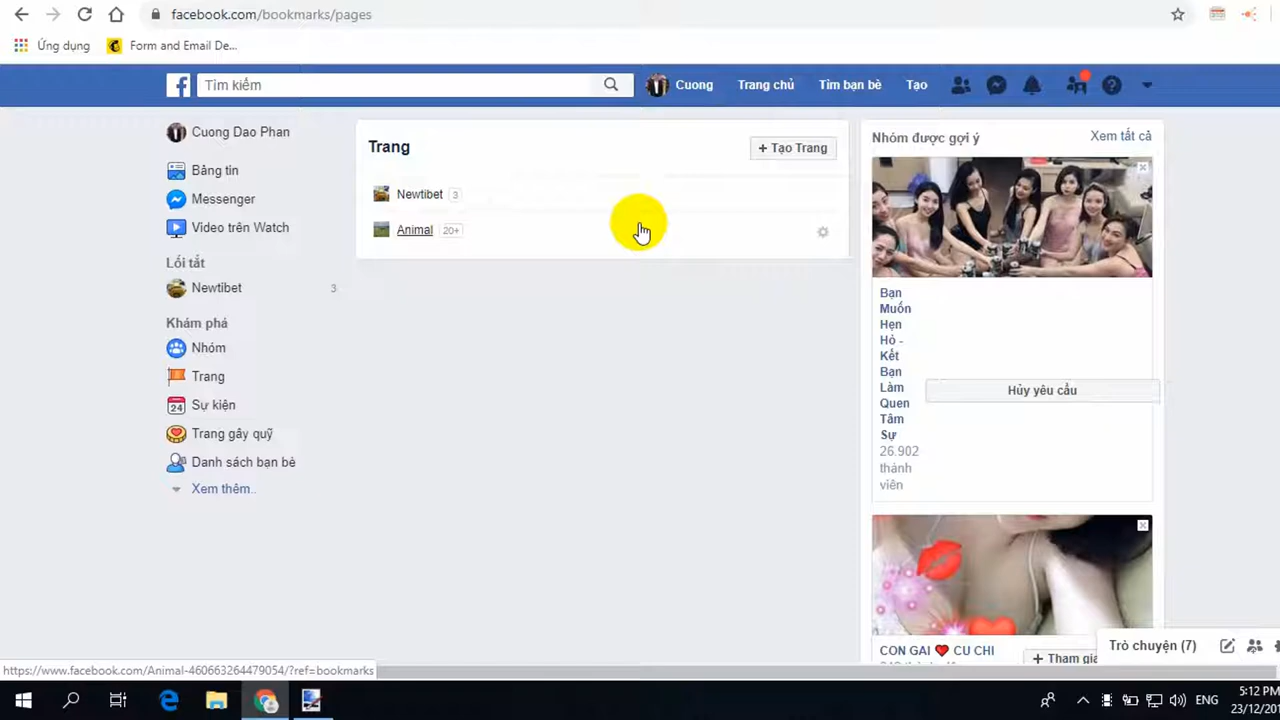 facebook.com/bookmarks/pages
Ứng dụng
Form and Email De...
Tìm kiếm
Cuong
Trang chủ
Tìm bạn bè
Tạo
Cuong Dao Phan
Bảng tin
Messenger
Video trên Watch
Lối tắt
Newtibet 3
Khám phá
Nhóm
Trang
24 Sự kiện
Trang gây quỹ
Danh sách bạn bè
Xem thêm..
Trang
+ Tạo Trang
Newtibet 3
Animal 20+
Nhóm được gợi ý
Xem tất cả
Bạn
Muốn
Hẹn
Hò -
Kết
Bạn
Làm
Quen
Tâm
Sự
26.902
thành
viên
Hủy yêu cầu
CON GAI CU CHI
+ Tham gia
Trò chuyện (7)
https://www.facebook.com/Animal-460663264479054/?ref=bookmarks
ENG
5:12 PM
23/12/201